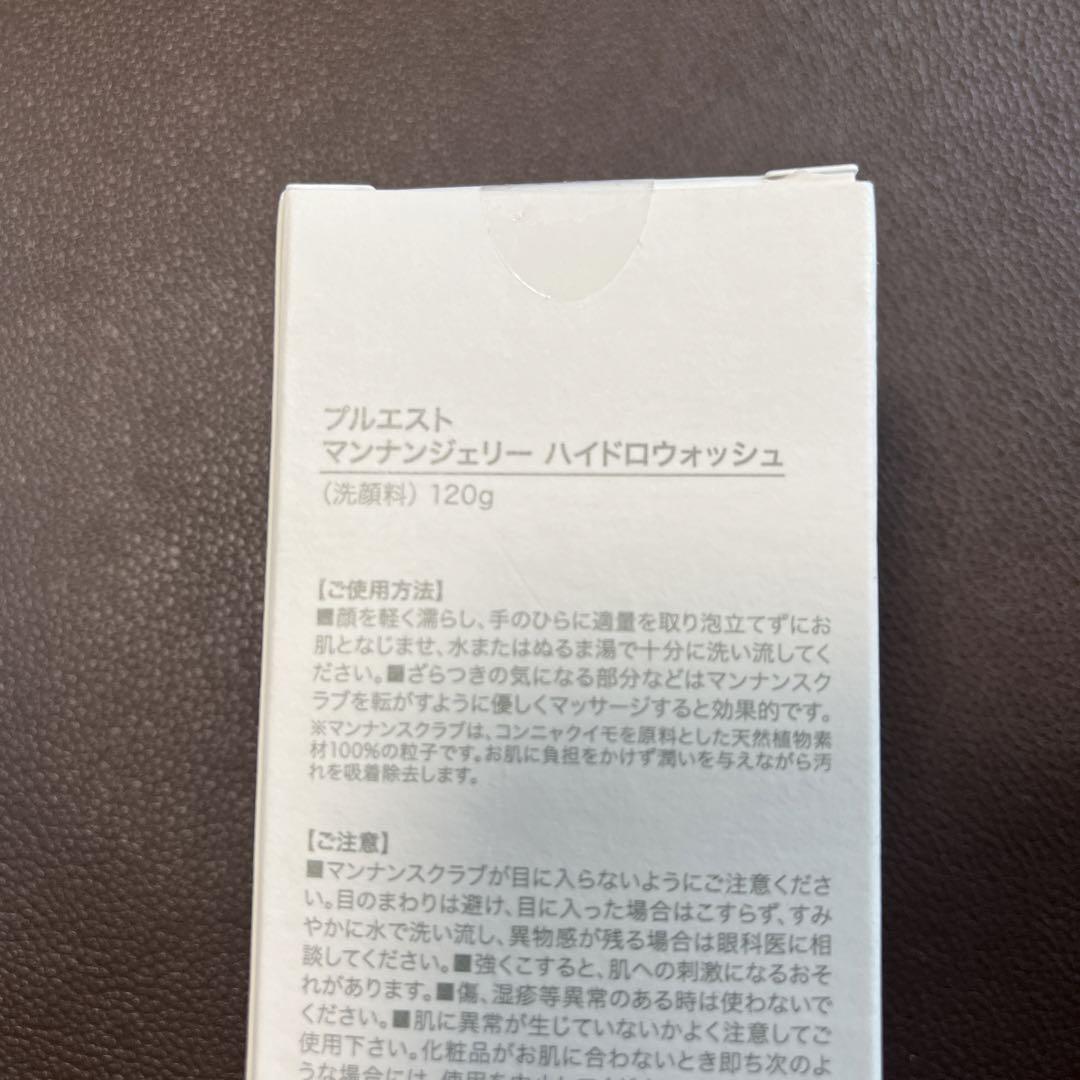 プルエスト
マンナンジェリー ハイドロウォッシュ
（洗顔料）120g
【ご使用方法】
■顔を軽く濡らし、手のひらに適量を取り泡立てずにお
肌となじませ、水またはぬるま湯で十分に洗い流してく
ださい。■ざらつきの気になる部分などはマンナンスク
ラブを転がすように優しくマッサージすると効果的です。
※マンナンスクラブは、コンニャクイモを原料とした天然植物素
材100%の粒子です。お肌に負担をかけず潤いを与えながら汚
れを吸着除去します。
【ご注意】
■マンナンスクラブが目に入らないようにご注意くださ
い。目のまわりは避け、目に入った場合はこすらず、すみ
やかに水で洗い流し、異物感が残る場合は眼科医に相
談してください。■強くこすると、肌への刺激になるおそ
れがあります。■傷、湿疹等異常のある時は使わないで
ください。■肌に異常が生じていないかよく注意してご
使用下さい。化粧品がお肌に合わないとき即ち次のよ
うな場合には、使用を中止